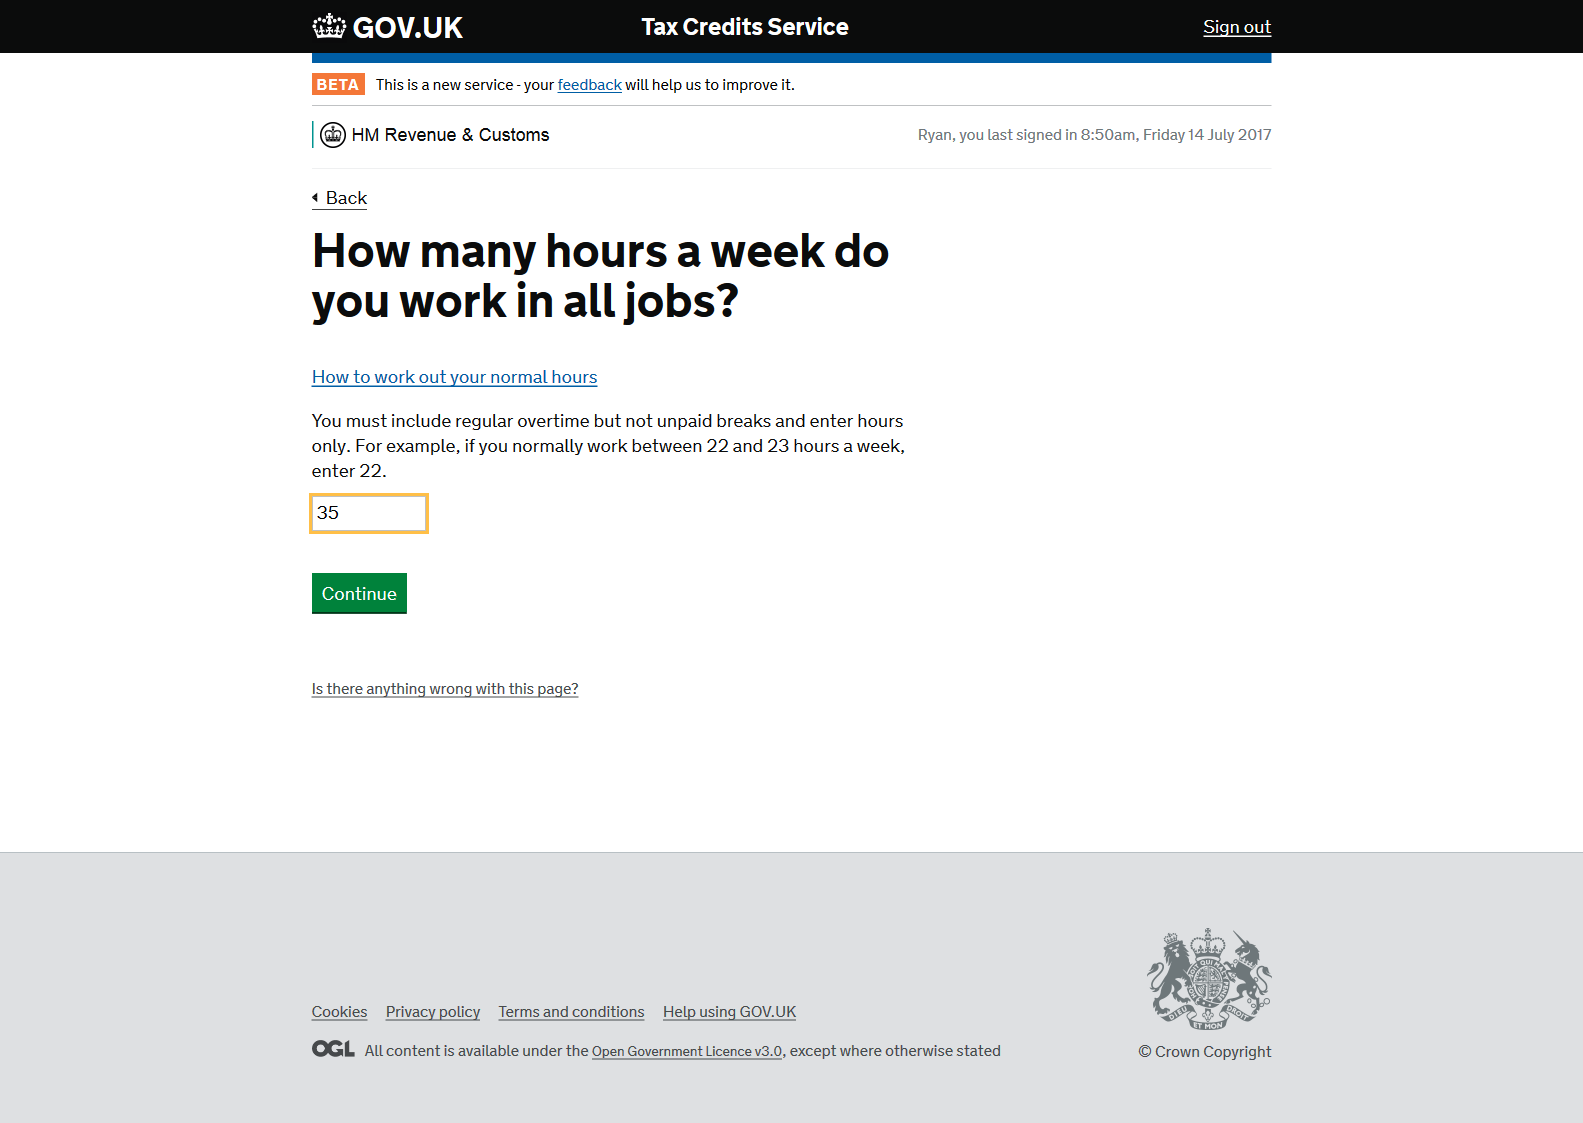 GOV.UK
Tax Credits Service
Sign out
BETA This is a new service - your feedback will help us to improve it.
HM Revenue & Customs
Ryan, you last signed in 8:50am, Friday 14 July 2017
Back
How many hours a week do
you work in all jobs?
How to work out your normal hours
You must include regular overtime but not unpaid breaks and enter hours
only. For example, if you normally work between 22 and 23 hours a week,
enter 22.
35
Continue
Is there anything wrong with this page?
Cookies Privacy policy Terms and conditions Help using GOV.UK
OGL All content is available under the Open Government Licence v3.0, except where otherwise stated
DIEU ET MON DROIT
© Crown Copyright